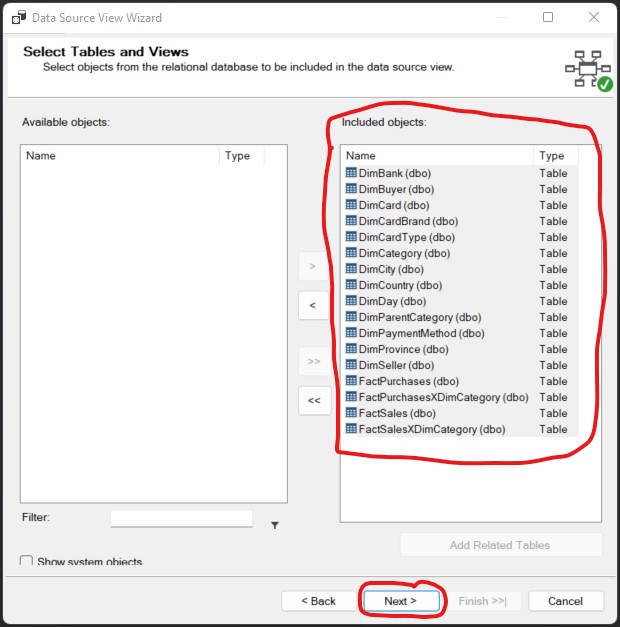 Data Source View Wizard
Select Tables and Views
Select objects from the relational database to be included in the data source view.
Available objects:
Name Type
Included objects:
Name Type
DimBank (dbo) Table
DimBuyer (dbo) Table
DimCard (dbo) Table
DimCardBrand (dbo) Table
DimCardType (dbo) Table
DimCategory (dbo) Table
DimCity (dbo) Table
DimCountry (dbo) Table
DimDay (dbo) Table
DimParentCategory (dbo) Table
DimPaymentMethod (dbo) Table
DimProvince (dbo) Table
DimSeller (dbo) Table
FactPurchases (dbo) Table
FactPurchasesXDimCategory (dbo) Table
FactSales (dbo) Table
FactSalesXDimCategory (dbo) Table
>
<
>>
<<
Filter:
Add Related Tables
Show system objects
< Back Next > Finish >>| Cancel